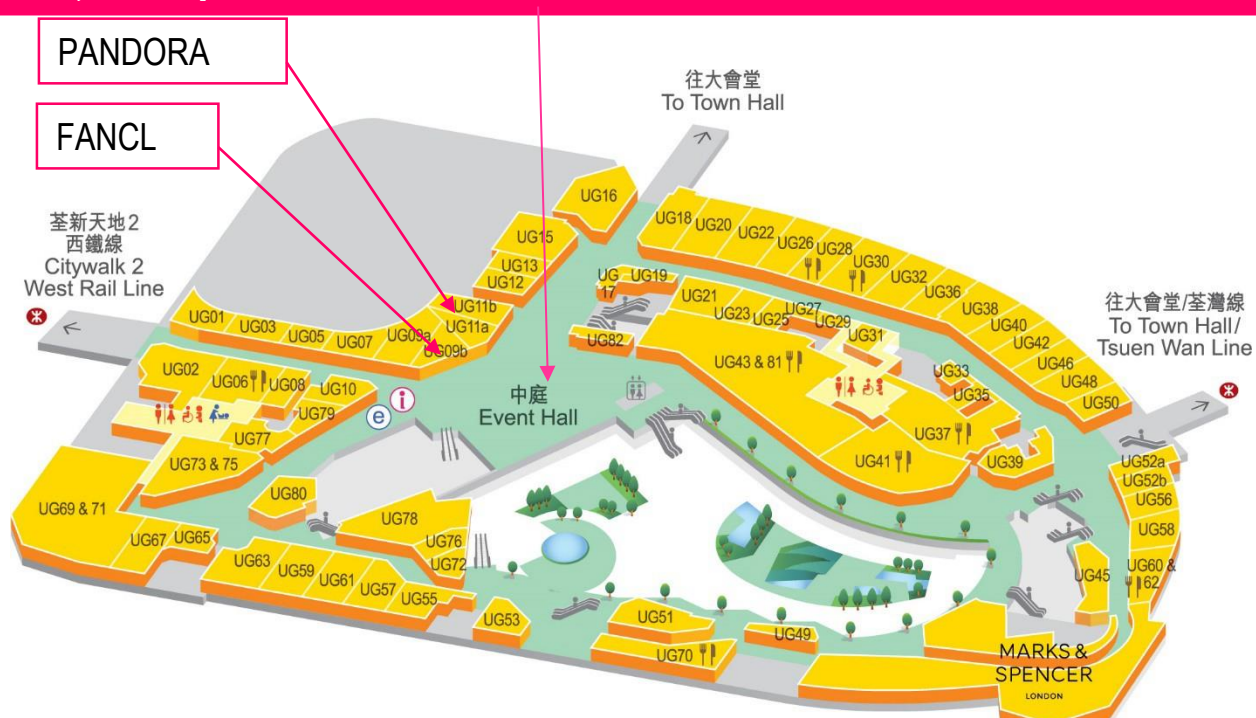 PANDORA
FANCL
往大會堂
To Town Hall
荃新天地2
西鐵線
Citywalk 2
West Rail Line
往大會堂/荃灣線
To Town Hall/
Tsuen Wan Line
UG16
UG15
UG13
UG12
UG11b
UG11a
UG09b
UG09a
UG07
UG05
UG03
UG01
UG18
UG20
UG22
UG26
UG28
UG30
UG32
UG36
UG38
UG40
UG42
UG46
UG48
UG50
UG
17
UG19
UG82
UG21
UG23
UG25
UG27
UG29
UG31
UG33
UG35
UG43 & 81
UG37
UG41
UG39
UG02
UG06
UG08
UG10
UG79
UG77
UG73 & 75
i
e
中庭
Event Hall
UG69 & 71
UG67
UG65
UG80
UG78
UG76
UG72
UG63
UG59
UG61
UG57
UG55
UG53
UG51
UG49
UG70
UG52a
UG52b
UG56
UG58
UG60 &
62
UG45
MARKS &
SPENCER
LONDON